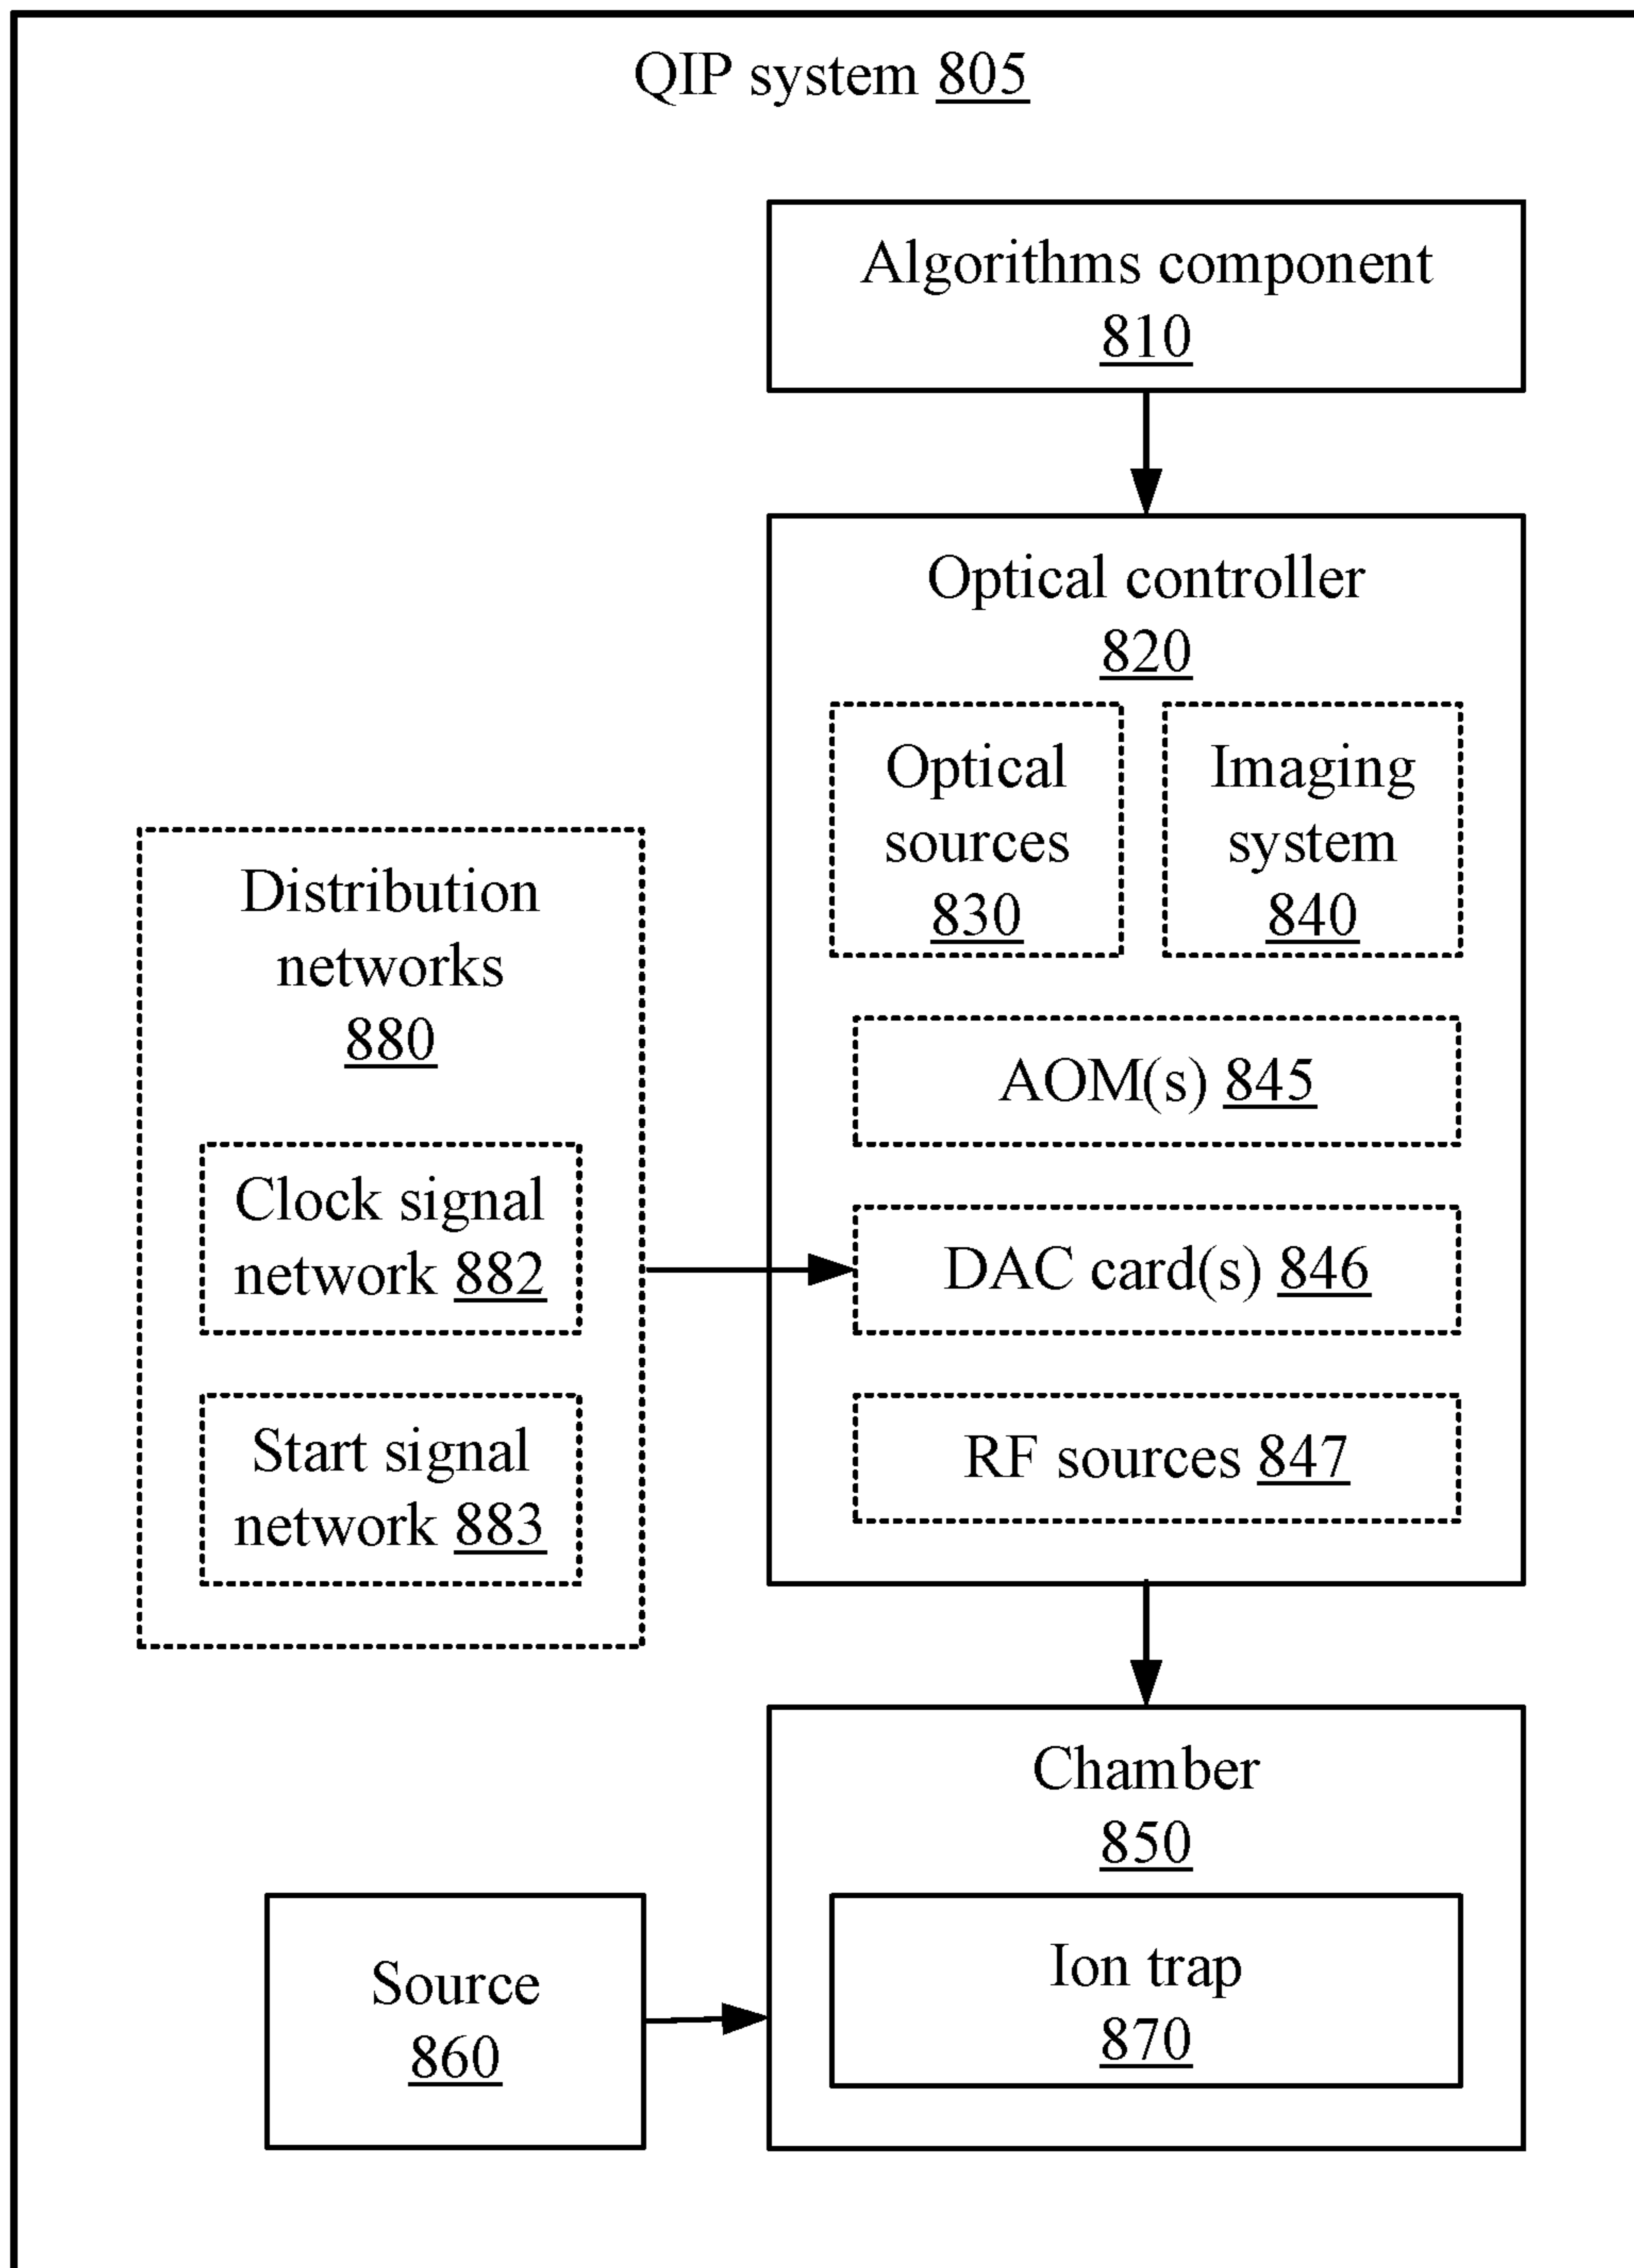 QIP system 805
Algorithms component
810
Optical controller
820
Optical
sources
830
Imaging
system
840
AOM(s) 845
DAC card(s) 846
RF sources 847
Distribution
networks
880
Clock signal
network 882
Start signal
network 883
Chamber
850
Ion trap
870
Source
860